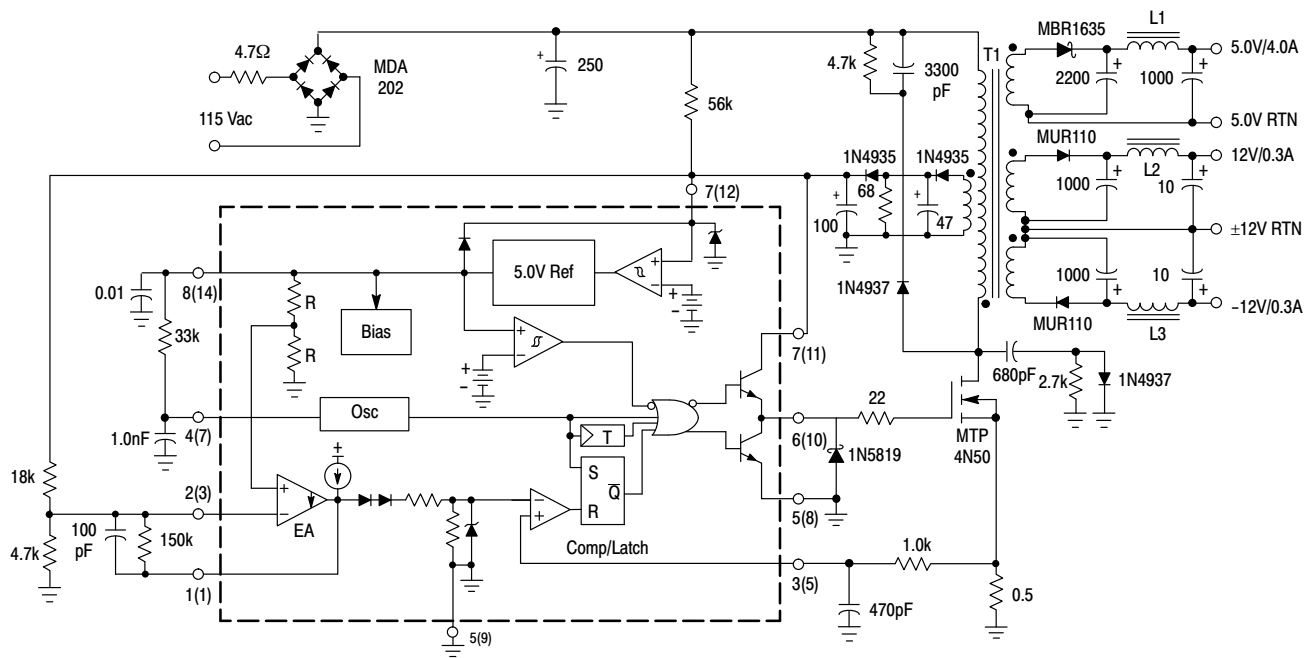 4.7Ω
MDA
202
115 Vac
+
250
56k
4.7k
3300
pF
T1
MBR1635
L1
5.0V/4.0A
+
2200
+
1000
5.0V RTN
MUR110
12V/0.3A
L2
1000
+
10
+
±12V RTN
1000
+
10
+
MUR110
L3
–12V/0.3A
1N4935
1N4935
68
+
100
+
47
7(12)
1N4937
0.01
8(14)
R
R
Bias
5.0V Ref
+
–
+
–
+
–
+
–
33k
7(11)
680pF
2.7k
1N4937
Osc
T
4(7)
1.0nF
6(10)
22
MTP
4N50
1N5819
18k
2(3)
+
–
EA
±
S
Q
R
–
+
Comp/Latch
5(8)
4.7k
100
pF
150k
1(1)
3(5)
1.0k
470pF
0.5
5(9)